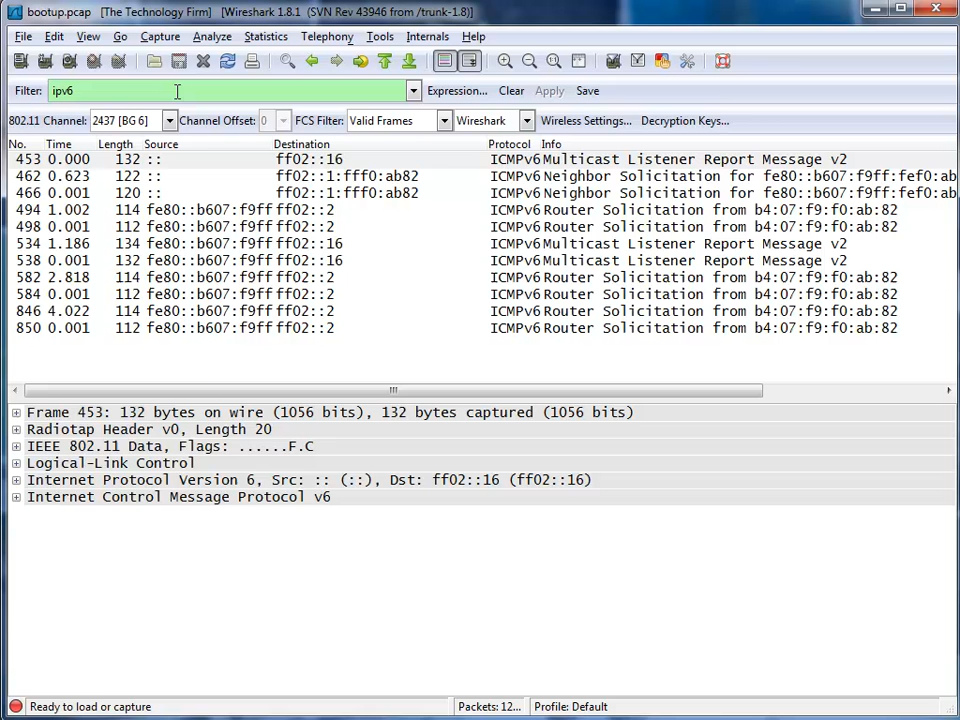 bootup.pcap [The Technology Firm] [Wireshark 1.8.1 (SVN Rev 43946 from /trunk-1.8)]
File Edit View Go Capture Analyze Statistics Telephony Tools Internals Help
Filter: ipv6 Expression... Clear Apply Save
802.11 Channel: 2437 [BG 6] Channel Offset: 0 FCS Filter: Valid Frames Wireshark Wireless Settings... Decryption Keys...
No. Time Length Source Destination Protocol Info
453 0.000 132 :: ff02::16 ICMPv6 Multicast Listener Report Message v2
462 0.623 122 :: ff02::1:fff0:ab82 ICMPv6 Neighbor Solicitation for fe80::b607:f9ff:fef0:ab
466 0.001 120 :: ff02::1:fff0:ab82 ICMPv6 Neighbor Solicitation for fe80::b607:f9ff:fef0:ab
494 1.002 114 fe80::b607:f9ff ff02::2 ICMPv6 Router Solicitation from b4:07:f9:f0:ab:82
498 0.001 112 fe80::b607:f9ff ff02::2 ICMPv6 Router Solicitation from b4:07:f9:f0:ab:82
534 1.186 134 fe80::b607:f9ff ff02::16 ICMPv6 Multicast Listener Report Message v2
538 0.001 132 fe80::b607:f9ff ff02::16 ICMPv6 Multicast Listener Report Message v2
582 2.818 114 fe80::b607:f9ff ff02::2 ICMPv6 Router Solicitation from b4:07:f9:f0:ab:82
584 0.001 112 fe80::b607:f9ff ff02::2 ICMPv6 Router Solicitation from b4:07:f9:f0:ab:82
846 4.022 114 fe80::b607:f9ff ff02::2 ICMPv6 Router Solicitation from b4:07:f9:f0:ab:82
850 0.001 112 fe80::b607:f9ff ff02::2 ICMPv6 Router Solicitation from b4:07:f9:f0:ab:82
Frame 453: 132 bytes on wire (1056 bits), 132 bytes captured (1056 bits)
Radiotap Header v0, Length 20
IEEE 802.11 Data, Flags: ......F.C
Logical-Link Control
Internet Protocol Version 6, Src: :: (::), Dst: ff02::16 (ff02::16)
Internet Control Message Protocol v6
Ready to load or capture Packets: 12... Profile: Default